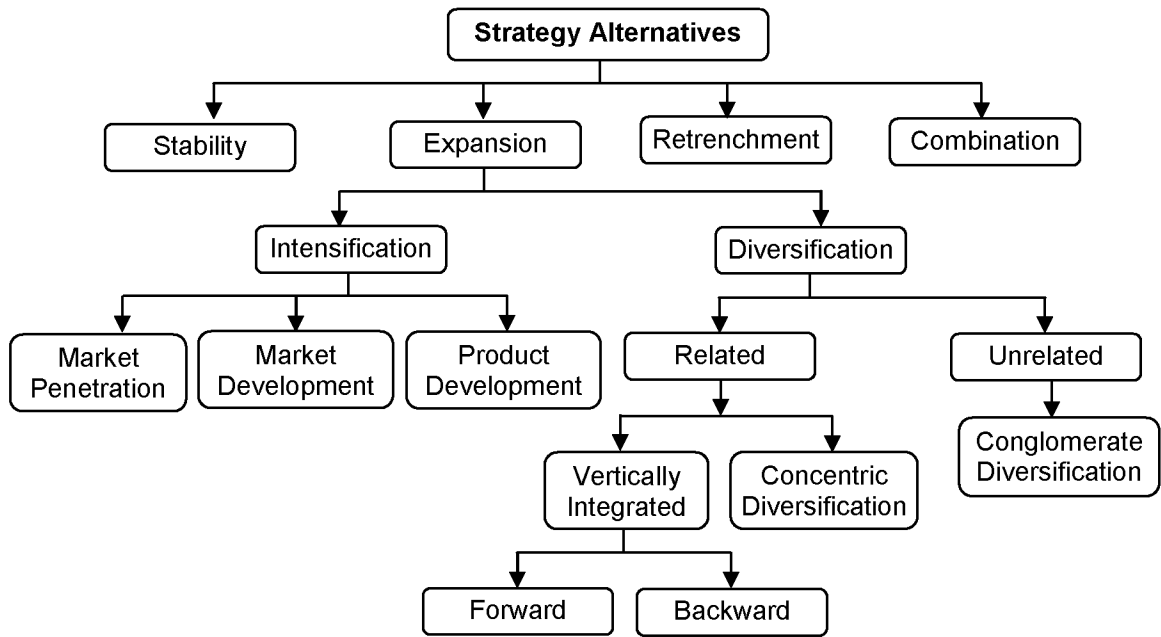 Strategy Alternatives
Stability
Expansion
Retrenchment
Combination
Intensification
Diversification
Market
Penetration
Market
Development
Product
Development
Related
Unrelated
Vertically
Integrated
Concentric
Diversification
Conglomerate
Diversification
Forward
Backward